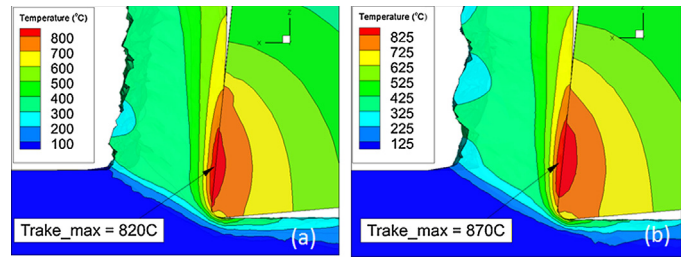 Temperature (°C)
800
700
600
500
400
300
200
100
z
x
Trake_max = 820C
(a)
Temperature (°C)
825
725
625
525
425
325
225
125
z
x
Trake_max = 870C
(b)